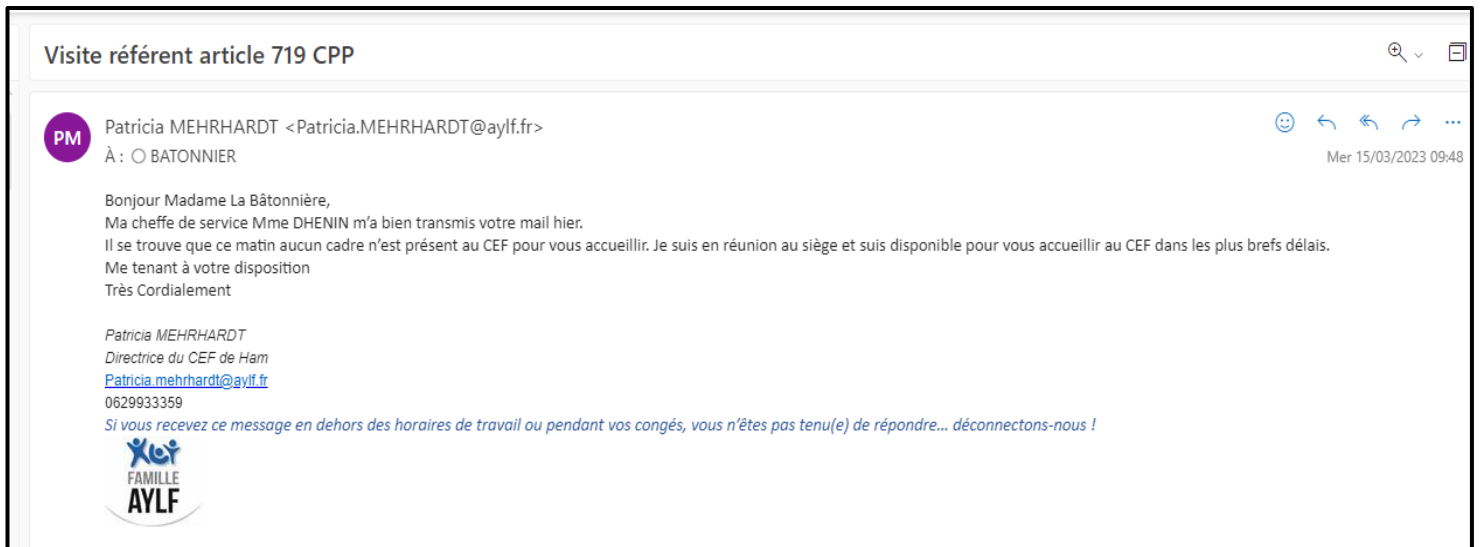 Visite référent article 719 CPP
PM
Patricia MEHRHARDT <Patricia.MEHRHARDT@aylf.fr>
À : BATONNIER
Mer 15/03/2023 09:48
Bonjour Madame La Bâtonnière,
Ma cheffe de service Mme DHENIN m'a bien transmis votre mail hier.
Il se trouve que ce matin aucun cadre n'est présent au CEF pour vous accueillir. Je suis en réunion au siège et suis disponible pour vous accueillir au CEF dans les plus brefs délais.
Me tenant à votre disposition
Très Cordialement
Patricia MEHRHARDT
Directrice du CEF de Ham
Patricia.mehrhardt@aylf.fr
0629933359
Si vous recevez ce message en dehors des horaires de travail ou pendant vos congés, vous n'êtes pas tenu(e) de répondre... déconnectons-nous !
FAMILLE
AYLF